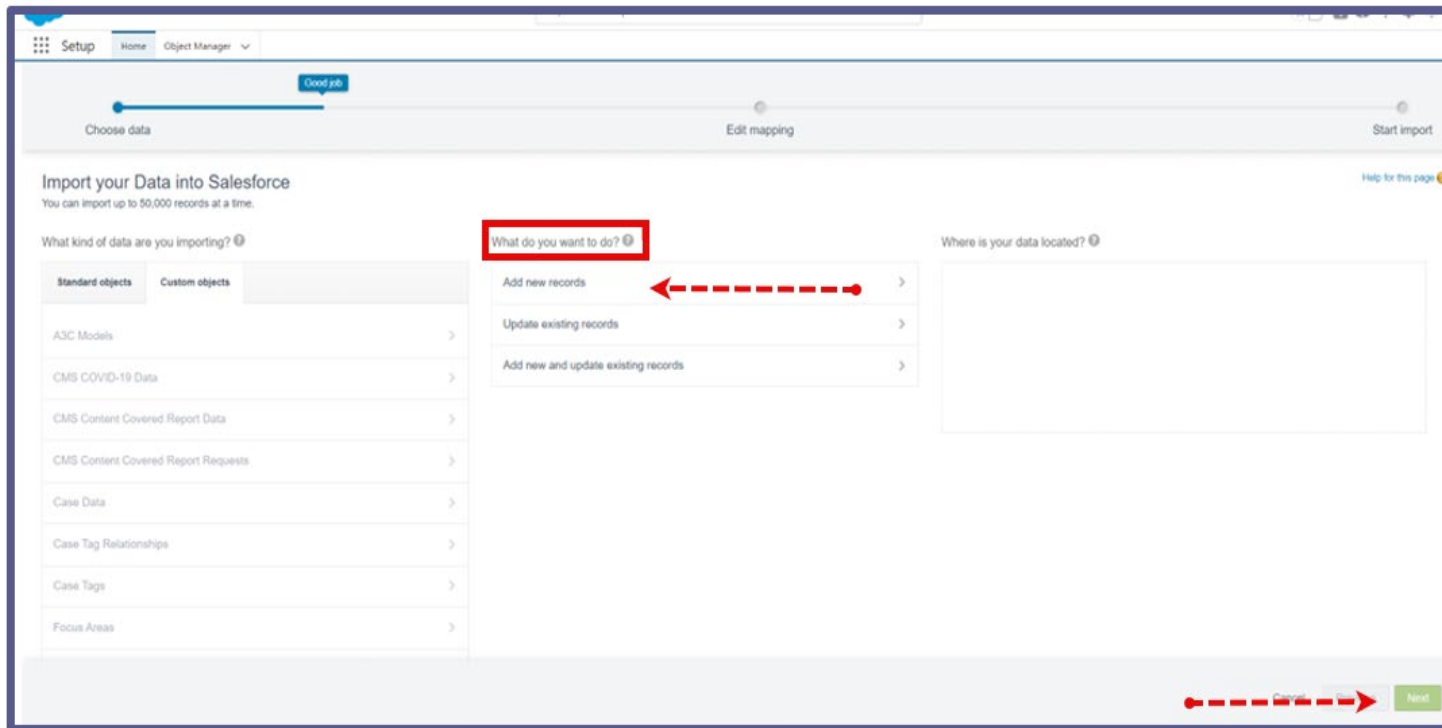 Setup Home Object Manager
Good job
Choose data Edit mapping Start import
Import your Data into Salesforce
Help for this page
You can import up to 50,000 records at a time.
What kind of data are you importing?
Standard objects Custom objects
A3C Models
CMS COVID-19 Data
CMS Content Covered Report Data
CMS Content Covered Report Requests
Case Data
Case Tag Relationships
Case Tags
Focus Areas
What do you want to do?
Add new records
Update existing records
Add new and update existing records
Where is your data located?
Cancel Next